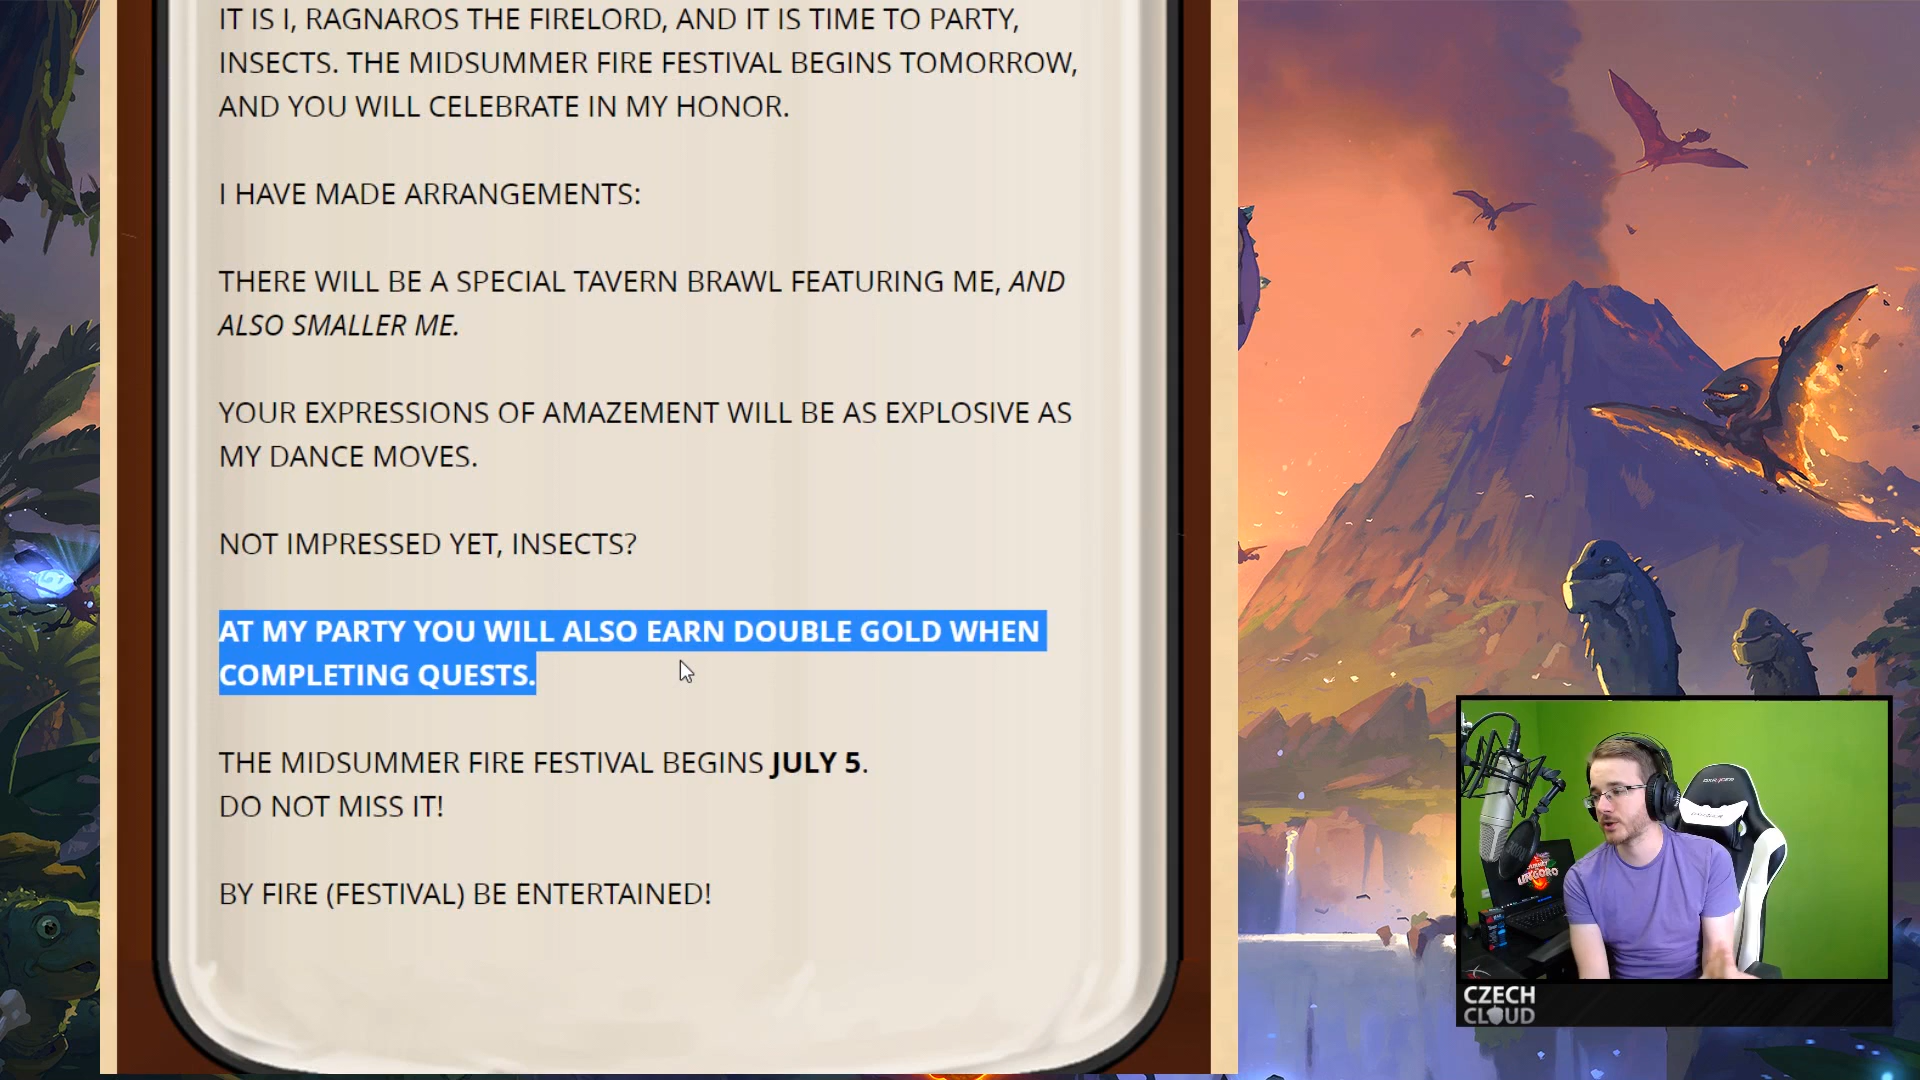 IT IS I, RAGNAROS THE FIRELORD, AND IT IS TIME TO PARTY,
INSECTS. THE MIDSUMMER FIRE FESTIVAL BEGINS TOMORROW,
AND YOU WILL CELEBRATE IN MY HONOR.
I HAVE MADE ARRANGEMENTS:
THERE WILL BE A SPECIAL TAVERN BRAWL FEATURING ME, AND
ALSO SMALLER ME.
YOUR EXPRESSIONS OF AMAZEMENT WILL BE AS EXPLOSIVE AS
MY DANCE MOVES.
NOT IMPRESSED YET, INSECTS?
AT MY PARTY YOU WILL ALSO EARN DOUBLE GOLD WHEN
COMPLETING QUESTS.
THE MIDSUMMER FIRE FESTIVAL BEGINS JULY 5.
DO NOT MISS IT!
BY FIRE (FESTIVAL) BE ENTERTAINED!
UN'GORO
CZECH
CLOUD